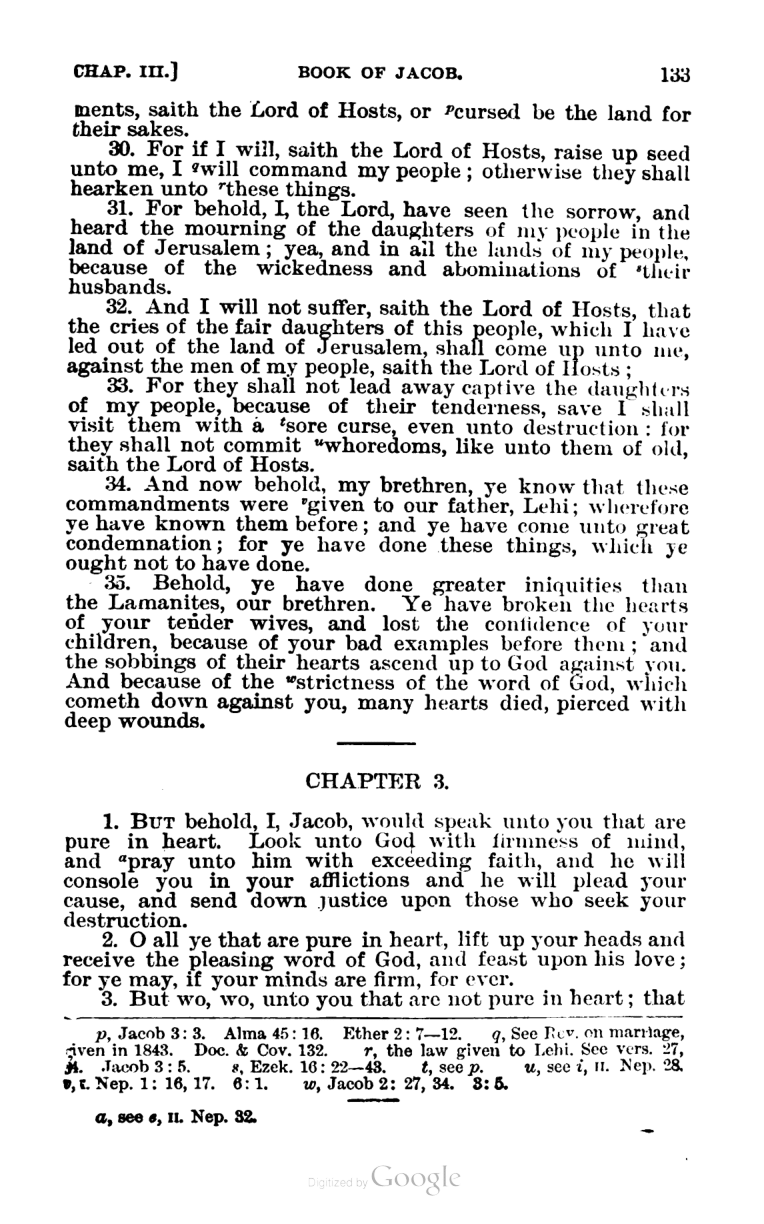 CHAP. III.] BOOK OF JACOB. 133
ments, saith the Lord of Hosts, or ᵖcursed be the land for
their sakes.
30. For if I will, saith the Lord of Hosts, raise up seed
unto me, I ᑫwill command my people; otherwise they shall
hearken unto ʳthese things.
31. For behold, I, the Lord, have seen the sorrow, and
heard the mourning of the daughters of my people in the
land of Jerusalem; yea, and in all the lands of my people,
because of the wickedness and abominations of ˢtheir
husbands.
32. And I will not suffer, saith the Lord of Hosts, that
the cries of the fair daughters of this people, which I have
led out of the land of Jerusalem, shall come up unto me,
against the men of my people, saith the Lord of Hosts;
33. For they shall not lead away captive the daughters
of my people, because of their tenderness, save I shall
visit them with a ᵗsore curse, even unto destruction: for
they shall not commit ᵘwhoredoms, like unto them of old,
saith the Lord of Hosts.
34. And now behold, my brethren, ye know that these
commandments were ᵛgiven to our father, Lehi; wherefore
ye have known them before; and ye have come unto great
condemnation; for ye have done these things, which ye
ought not to have done.
35. Behold, ye have done greater iniquities than
the Lamanites, our brethren. Ye have broken the hearts
of your tender wives, and lost the confidence of your
children, because of your bad examples before them; and
the sobbings of their hearts ascend up to God against you.
And because of the ʷstrictness of the word of God, which
cometh down against you, many hearts died, pierced with
deep wounds.
CHAPTER 3.
1. BUT behold, I, Jacob, would speak unto you that are
pure in heart. Look unto God with firmness of mind,
and ᵃpray unto him with exceeding faith, and he will
console you in your afflictions and he will plead your
cause, and send down justice upon those who seek your
destruction.
2. O all ye that are pure in heart, lift up your heads and
receive the pleasing word of God, and feast upon his love;
for ye may, if your minds are firm, for ever.
3. But wo, wo, unto you that are not pure in heart; that
p, Jacob 3: 3. Alma 45: 16. Ether 2: 7—12. q, See Rev. on marriage,
given in 1843. Doc. & Cov. 132. r, the law given to Lehi. See vers. 27,
34. Jacob 3: 5. s, Ezek. 16: 22—43. t, see p. u, see i, II. Nep. 28.
v, I. Nep. 1: 16, 17. 6: 1. w, Jacob 2: 27, 34. 3: 5.
a, see e, II. Nep. 32.
Digitized by Google